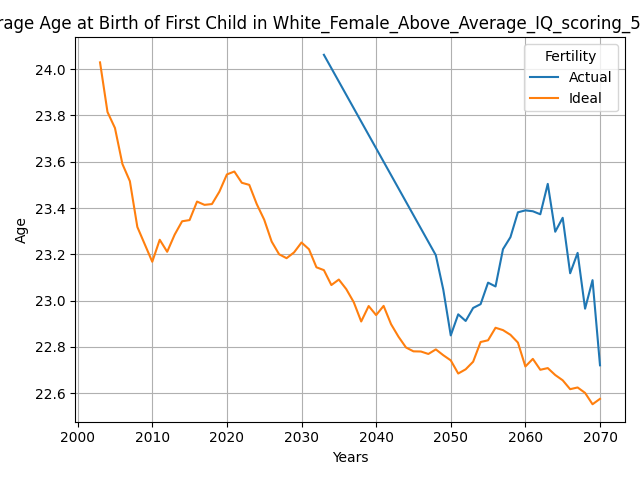 rage Age at Birth of First Child in White_Female_Above_Average_IQ_scoring_5
Fertility
Actual
Ideal
24.0
23.8
23.6
23.4
23.2
23.0
22.8
22.6
Age
2000 2010 2020 2030 2040 2050 2060 2070
Years